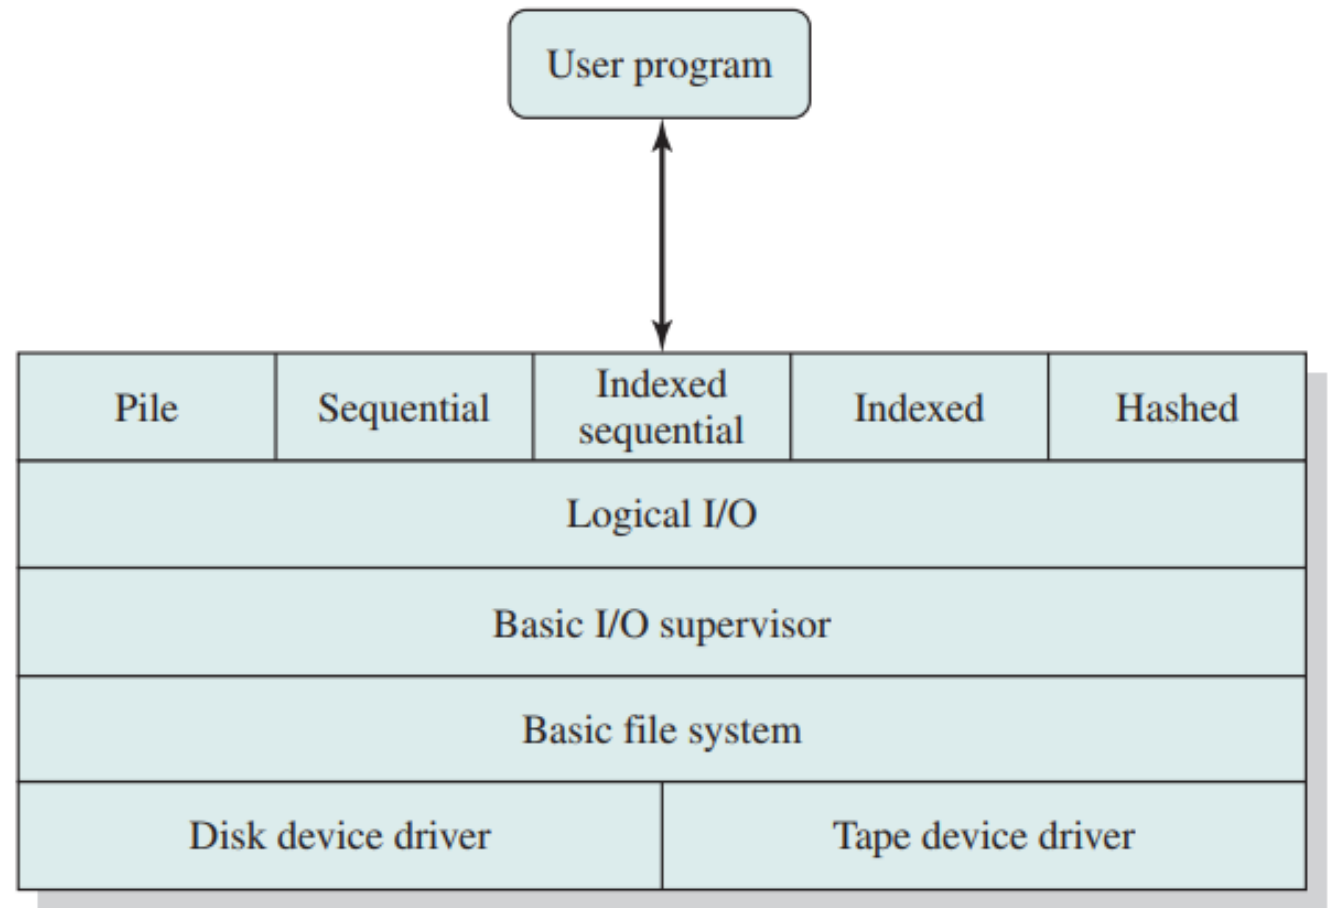 User program
Pile
Sequential
Indexed
sequential
Indexed
Hashed
Logical I/O
Basic I/O supervisor
Basic file system
Disk device driver
Tape device driver